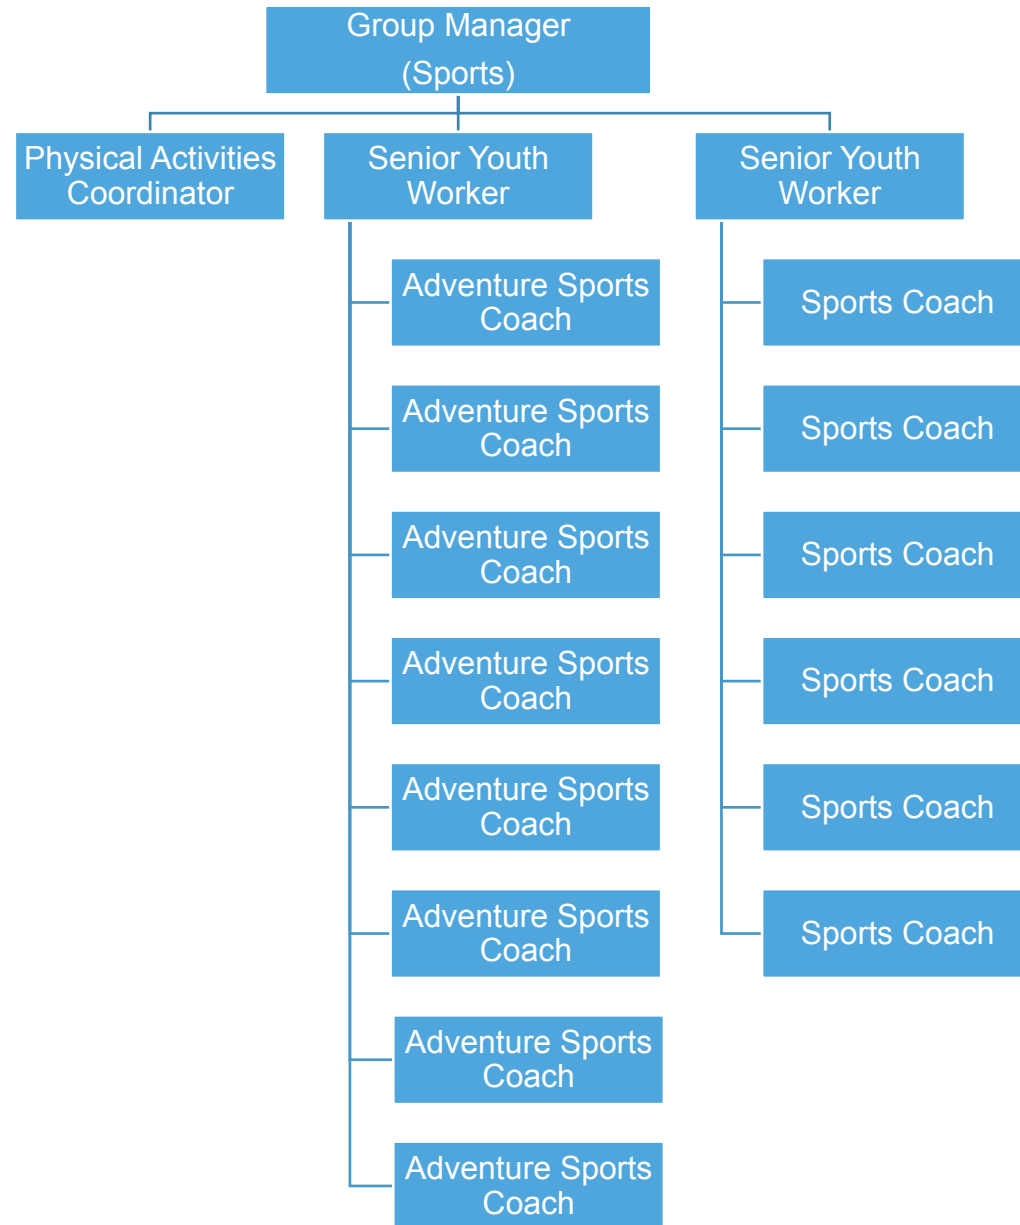 Group Manager
(Sports)
Physical Activities
Coordinator
Senior Youth
Worker
Senior Youth
Worker
Adventure Sports
Coach
Adventure Sports
Coach
Adventure Sports
Coach
Adventure Sports
Coach
Adventure Sports
Coach
Adventure Sports
Coach
Adventure Sports
Coach
Adventure Sports
Coach
Sports Coach
Sports Coach
Sports Coach
Sports Coach
Sports Coach
Sports Coach